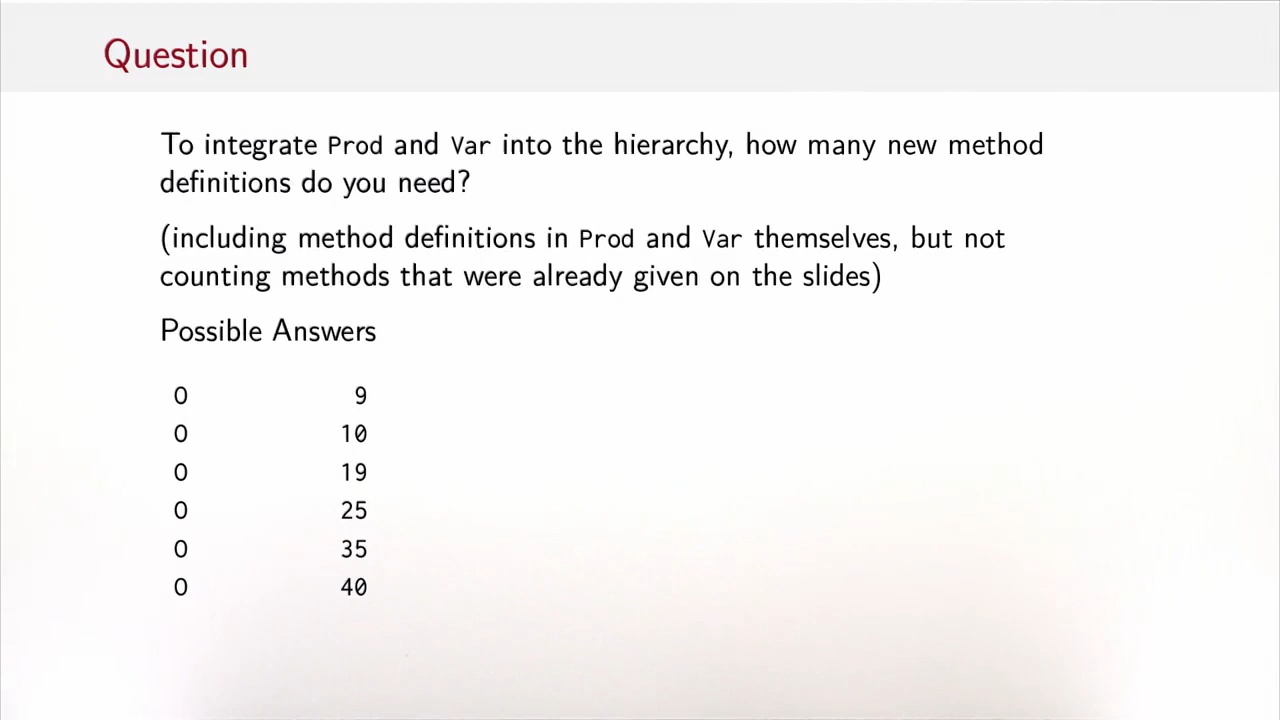 Question
To integrate Prod and Var into the hierarchy, how many new method
definitions do you need?
(including method definitions in Prod and Var themselves, but not
counting methods that were already given on the slides)
Possible Answers
O 9
O 10
O 19
O 25
O 35
O 40